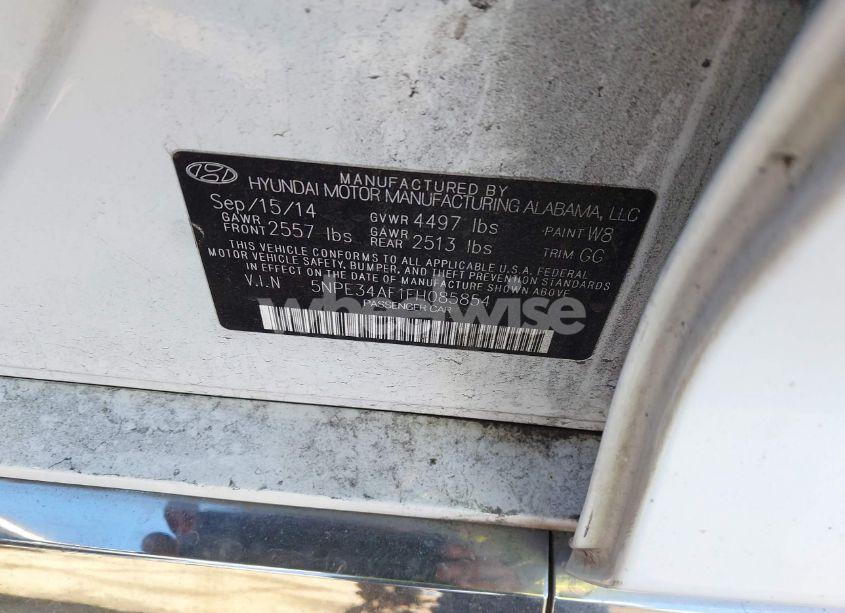 MANUFACTURED BY
HYUNDAI MOTOR MANUFACTURING ALABAMA, LLC
Sep/15/14 GVWR 4497 lbs PAINT W8
GAWR FRONT 2557 lbs GAWR REAR 2513 lbs TRIM GG
THIS VEHICLE CONFORMS TO ALL APPLICABLE U.S.A. FEDERAL
MOTOR VEHICLE SAFETY, BUMPER, AND THEFT PREVENTION STANDARDS
IN EFFECT ON THE DATE OF MANUFACTURE SHOWN ABOVE.
V.I.N 5NPE34AF1FH085854
PASSENGER CAR
wheelwise